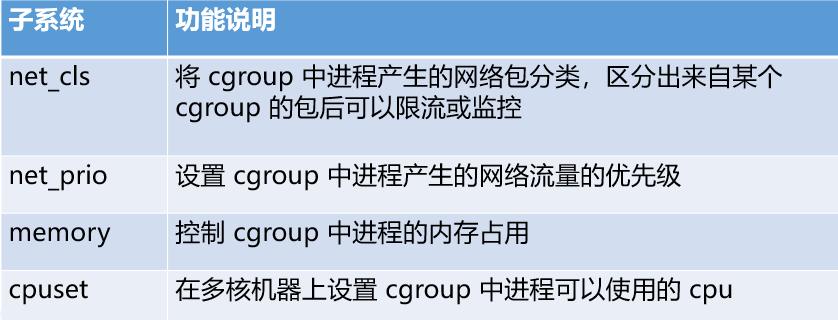 子系统 功能说明
net_cls 将 cgroup 中进程产生的网络包分类，区分出来自某个
cgroup 的包后可以限流或监控
net_prio 设置 cgroup 中进程产生的网络流量的优先级
memory 控制 cgroup 中进程的内存占用
cpuset 在多核机器上设置 cgroup 中进程可以使用的 cpu